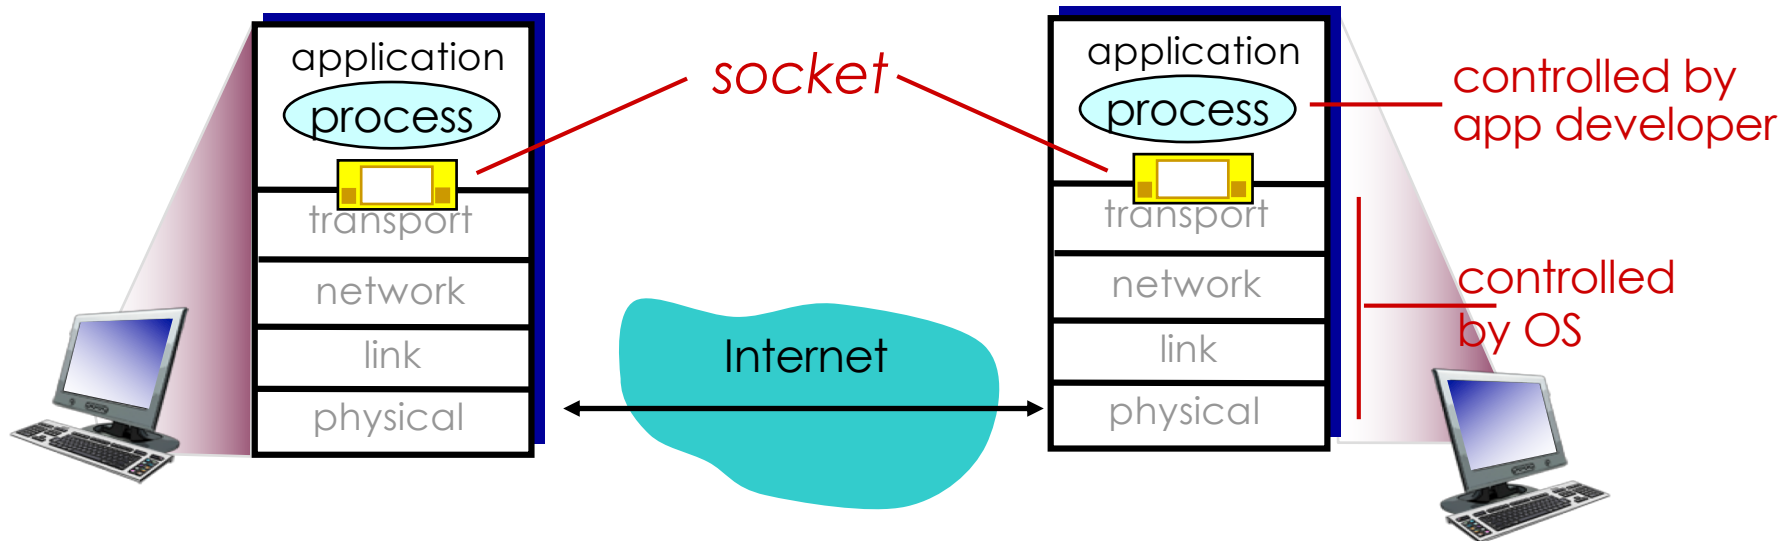 application
process
transport
network
link
physical
socket
Internet
application
process
transport
network
link
physical
controlled by
app developer
controlled
by OS